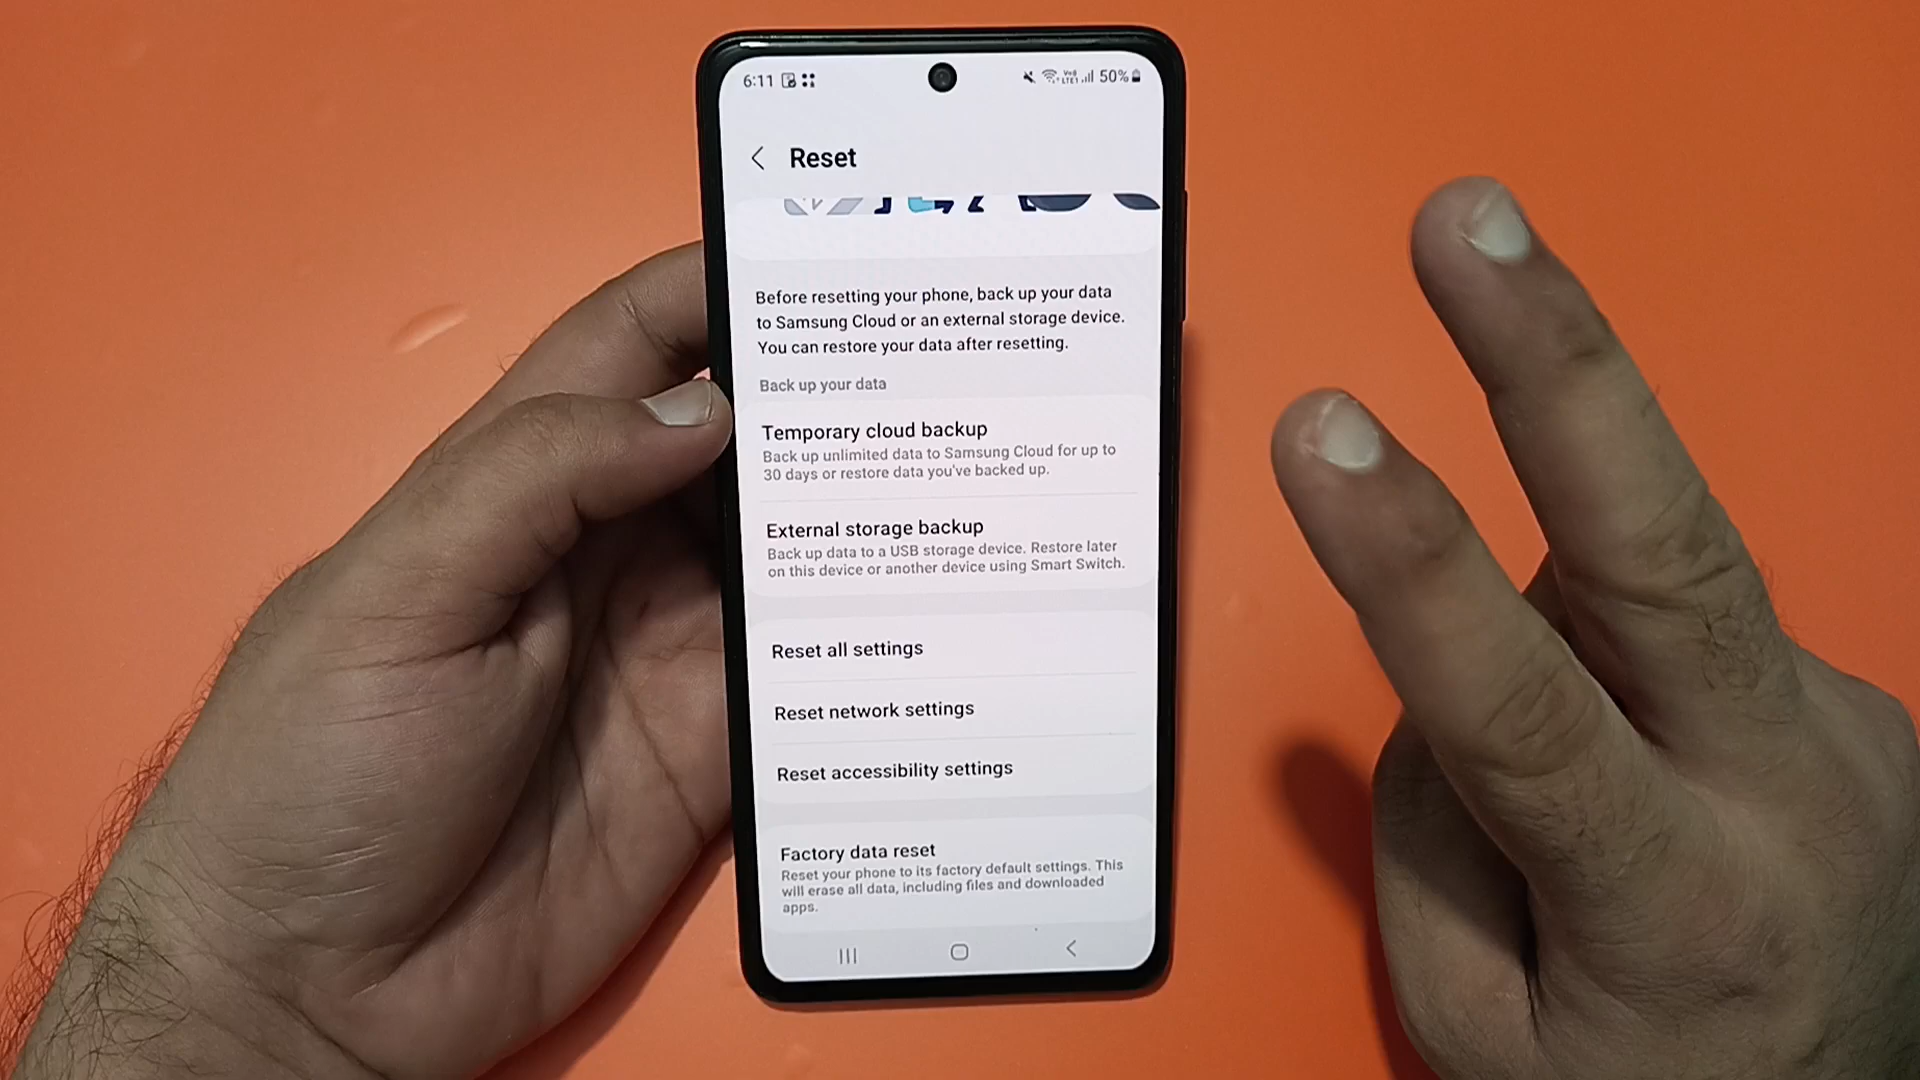 6:11
50%
Reset
Before resetting your phone, back up your data
to Samsung Cloud or an external storage device.
You can restore your data after resetting.
Back up your data
Temporary cloud backup
Back up unlimited data to Samsung Cloud for up to
30 days or restore data you've backed up.
External storage backup
Back up data to a USB storage device. Restore later
on this device or another device using Smart Switch.
Reset all settings
Reset network settings
Reset accessibility settings
Factory data reset
Reset your phone to its factory default settings. This
will erase all data, including files and downloaded
apps.